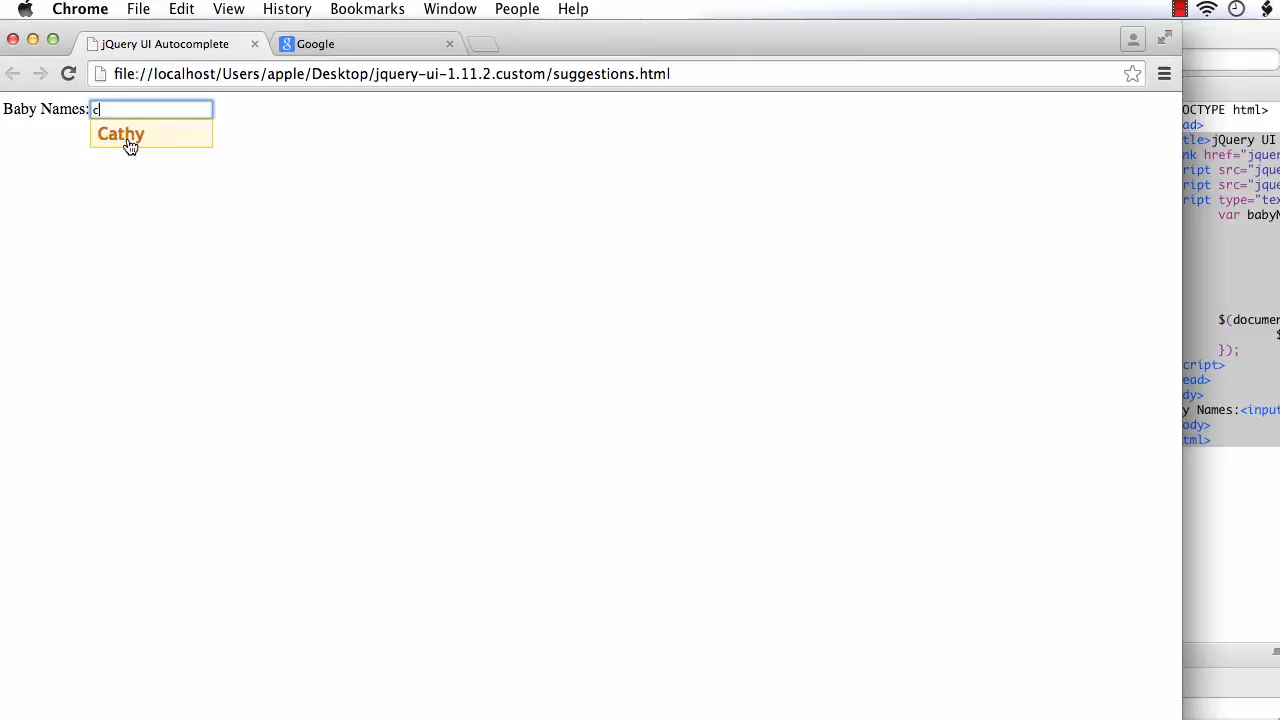 Chrome File Edit View History Bookmarks Window People Help
jQuery UI Autocomplete Google
file://localhost/Users/apple/Desktop/jquery-ui-1.11.2.custom/suggestions.html
Baby Names: c
Cathy
OCTYPE html>
ad>
tle>jQuery UI
nk href="jquer
ript src="jque
ript src="jque
ript type="tex
var babyN
$(documen
$
});
cript>
ead>
dy>
y Names:<input
ody>
tml>